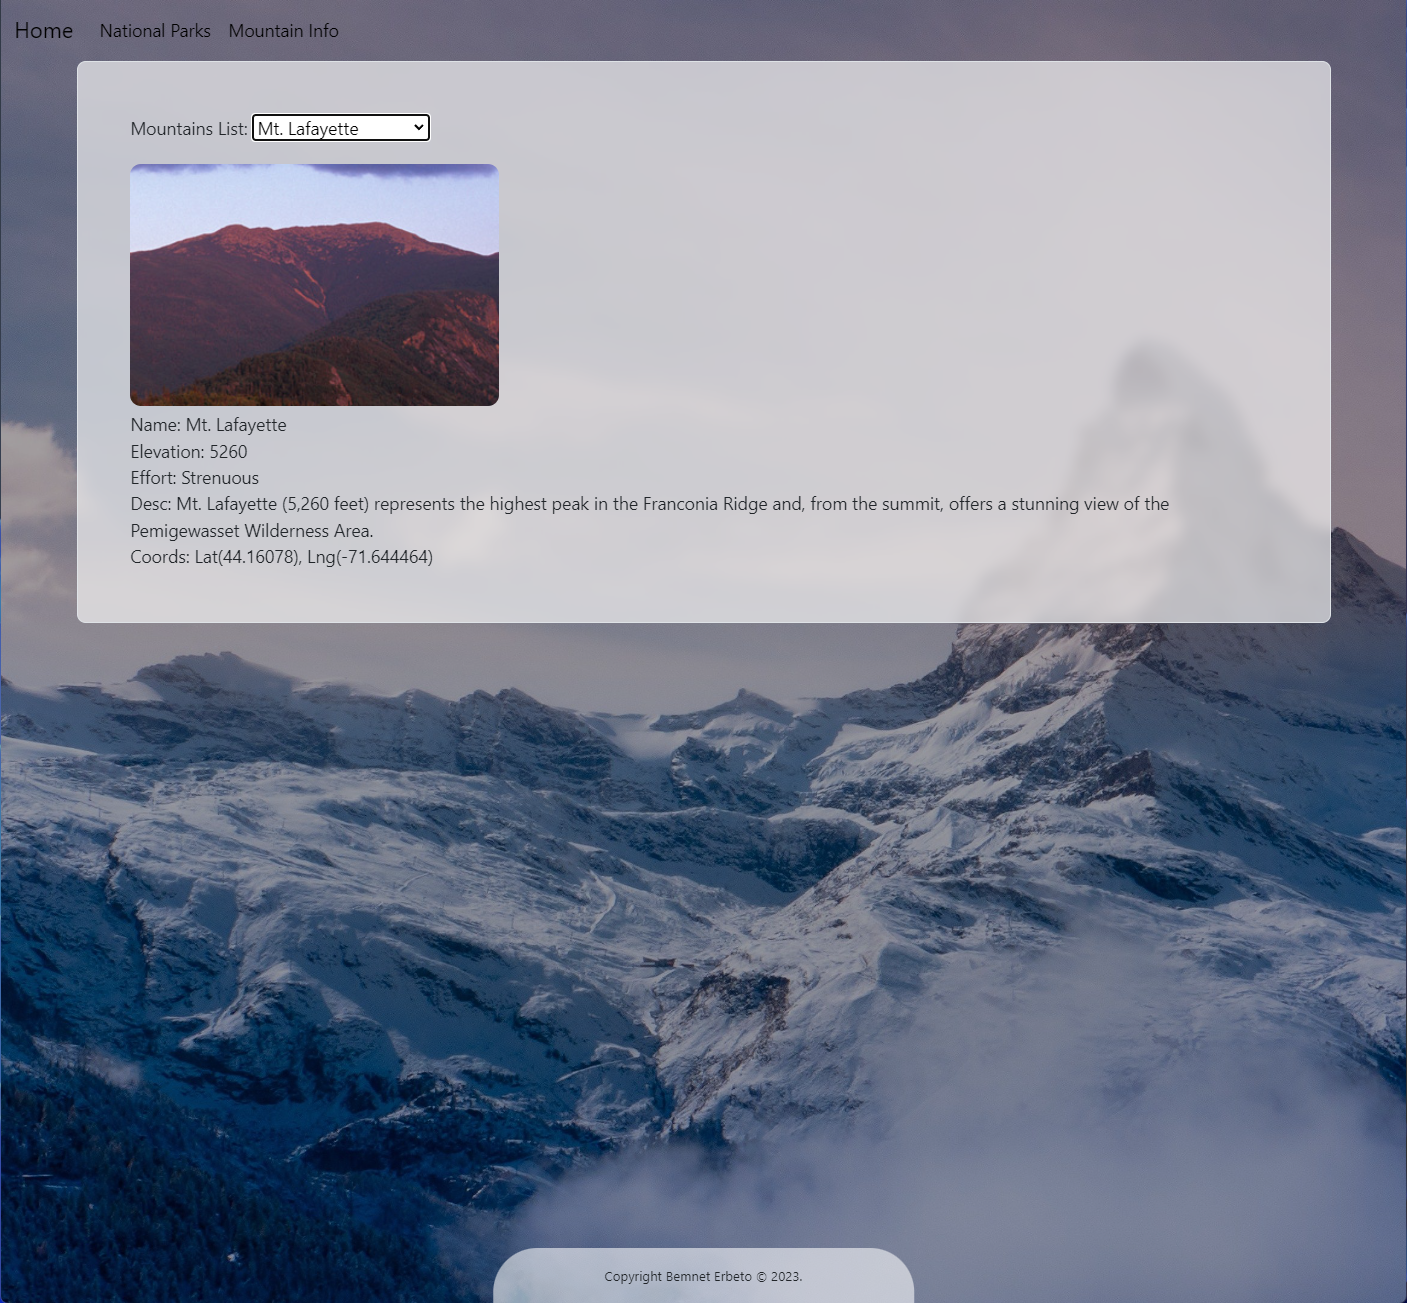 Home National Parks Mountain Info
Mountains List: Mt. Lafayette
Name: Mt. Lafayette
Elevation: 5260
Effort: Strenuous
Desc: Mt. Lafayette (5,260 feet) represents the highest peak in the Franconia Ridge and, from the summit, offers a stunning view of the
Pemigewasset Wilderness Area.
Coords: Lat(44.16078), Lng(-71.644464)
Copyright Bemnet Erbeto © 2023.